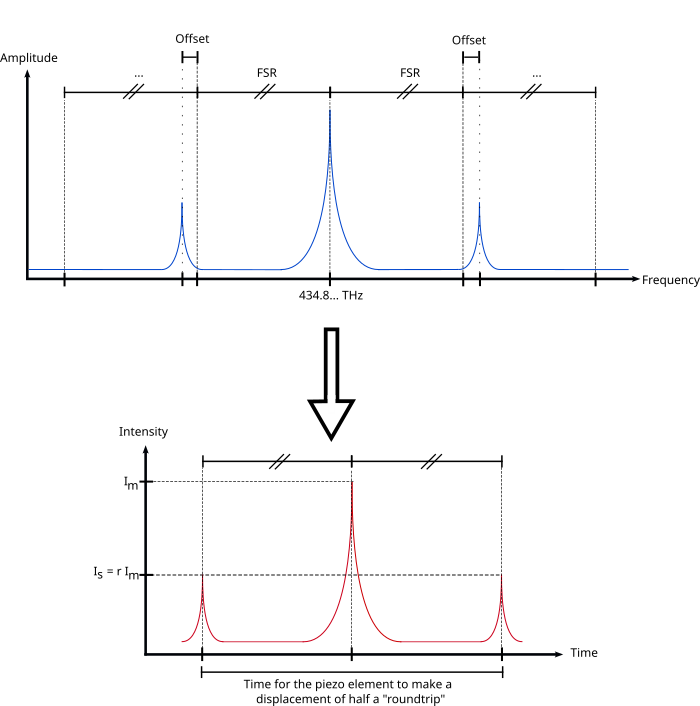 Offset
Offset
Amplitude
...
FSR
FSR
...
Frequency
434.8... THz
Intensity
Im
Is = r Im
Time
Time for the piezo element to make a
displacement of half a "roundtrip"